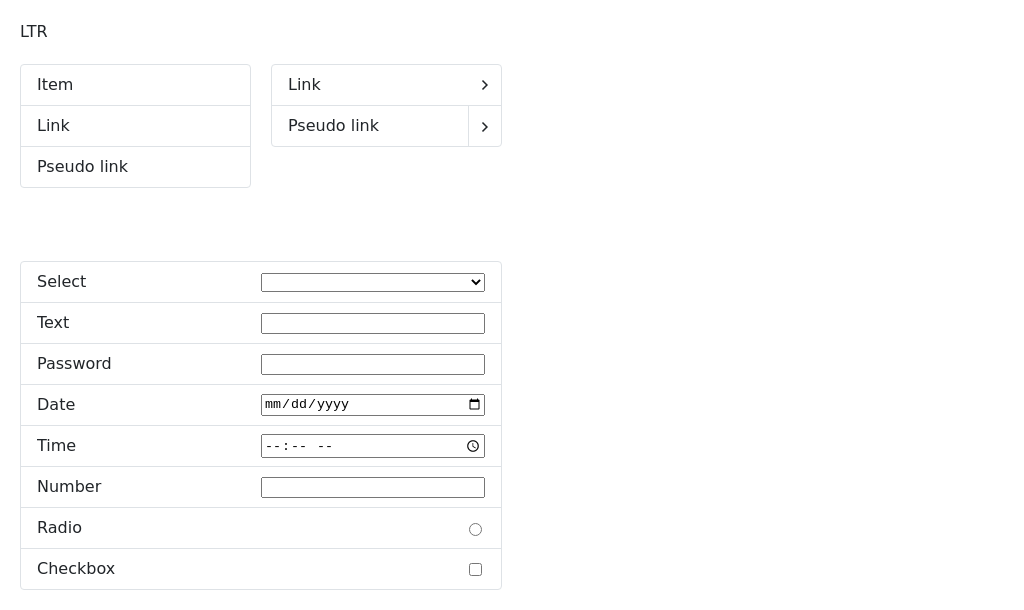 LTR
Item
Link
Pseudo link
Link
Pseudo link
Select
Text
Password
Date mm/dd/yyyy
Time --:-- --
Number
Radio
Checkbox